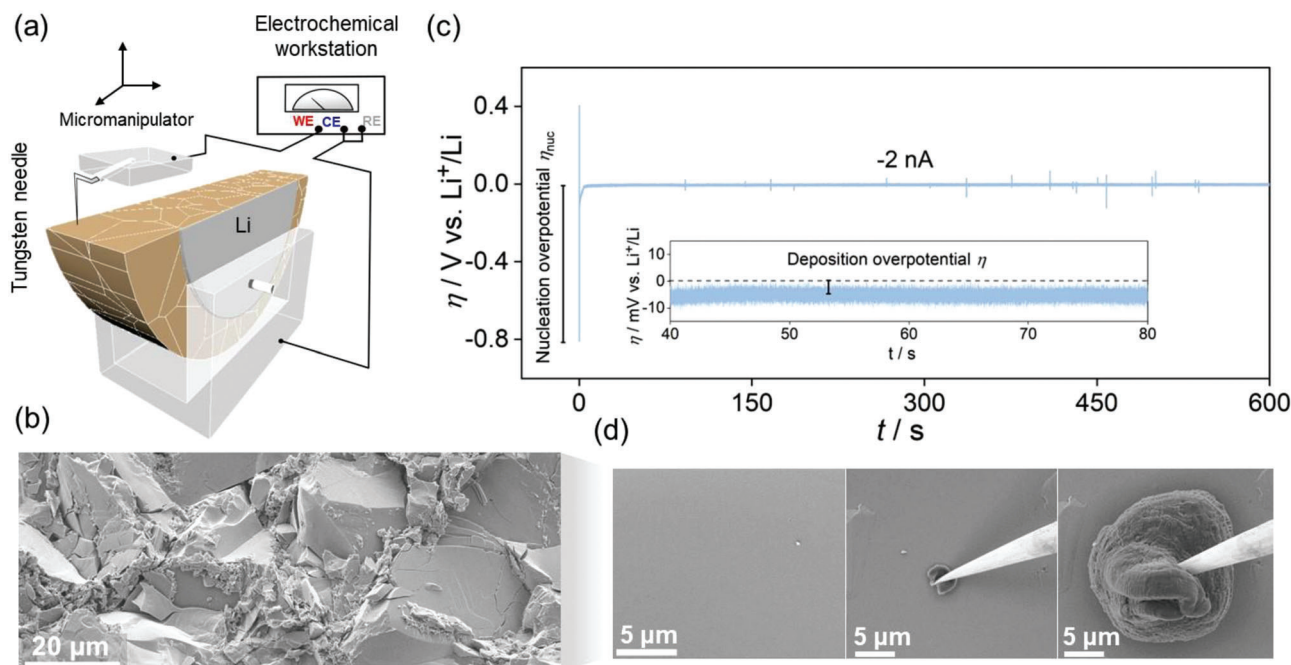 (a)
Electrochemical
workstation
WE CE RE
Micromanipulator
Tungsten needle
Li
(b)
20 µm
(c)
η / V vs. Li⁺/Li
0.4
0.0
-0.4
-0.8
Nucleation overpotential ηnuc
-2 nA
η / mV vs. Li⁺/Li
10
0
-10
Deposition overpotential η
40 50 60 70 80
t / s
0 150 300 450 600
t / s
(d)
5 µm
5 µm
5 µm